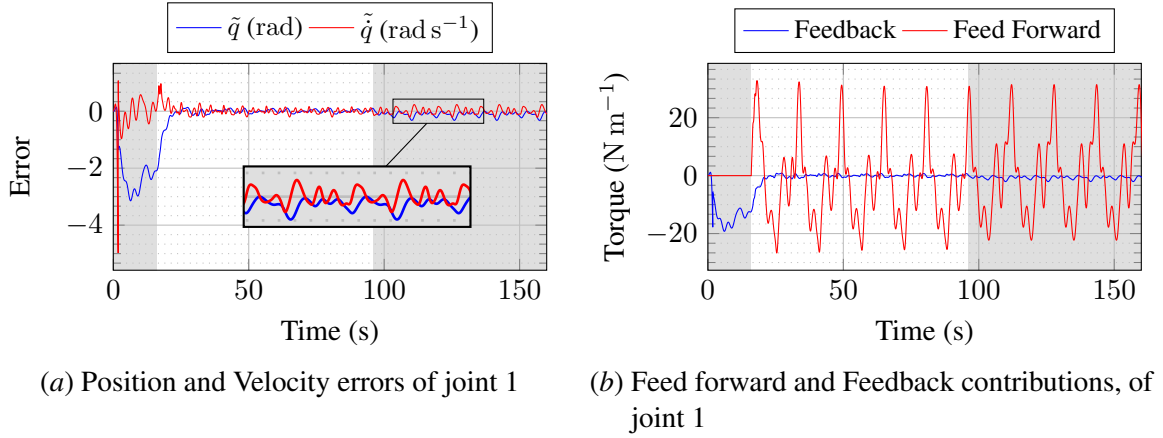 q̃ (rad) q̃̇ (rad s⁻¹)
Feedback Feed Forward
0
−2
−4
Error
0 50 100 150
Time (s)
20
0
−20
Torque (N m⁻¹)
0 50 100 150
Time (s)
(a) Position and Velocity errors of joint 1
(b) Feed forward and Feedback contributions, of
joint 1